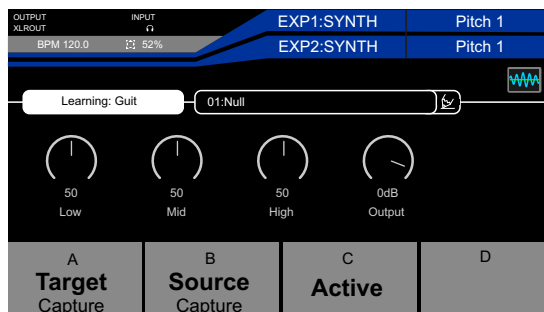 OUTPUT INPUT EXP1:SYNTH Pitch 1
XLROUT
BPM 120.0 52% EXP2:SYNTH Pitch 1
Learning: Guit 01:Null
50 50 50 0dB
Low Mid High Output
A B C D
Target Source Active
Capture Capture